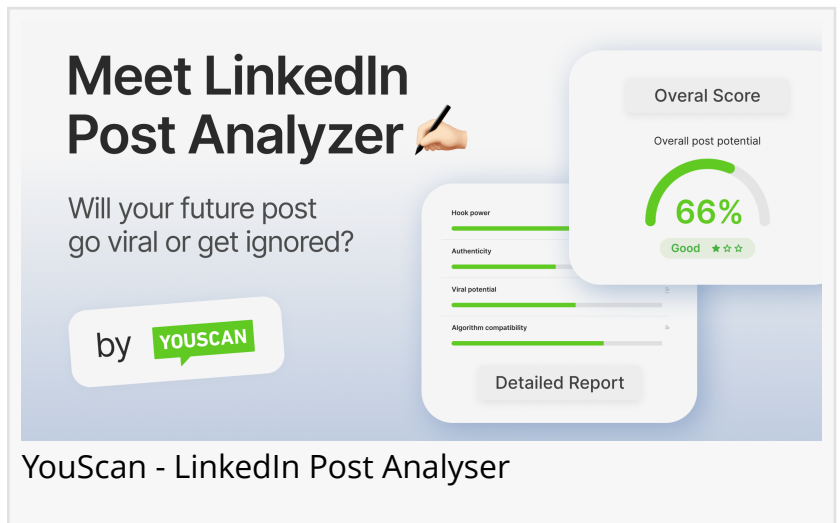 Meet LinkedIn
Post Analyzer
Will your future post
go viral or get ignored?
by YOUSCAN
Overal Score
Overall post potential
66%
Good
Hook power
Authenticity
Viral potential
Algorithm compatibility
Detailed Report
YouScan - LinkedIn Post Analyser